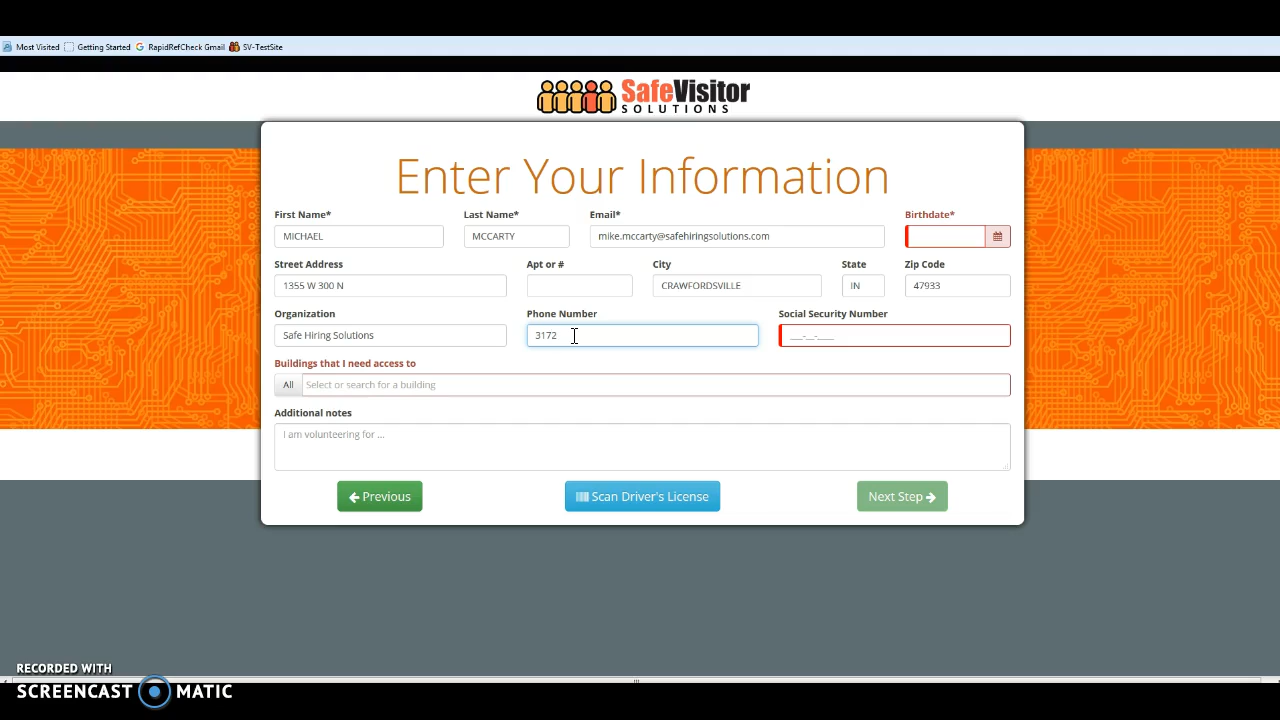 Most Visited Getting Started RapidRefCheck Gmail SV-TestSite
SafeVisitor
SOLUTIONS
Enter Your Information
First Name* Last Name* Email* Birthdate*
MICHAEL MCCARTY mike.mccarty@safehiringsolutions.com
Street Address Apt or # City State Zip Code
1355 W 300 N CRAWFORDSVILLE IN 47933
Organization Phone Number Social Security Number
Safe Hiring Solutions 3172 ___-__-____
Buildings that I need access to
All Select or search for a building
Additional notes
I am volunteering for ...
Previous Scan Driver's License Next Step
RECORDED WITH
SCREENCAST MATIC